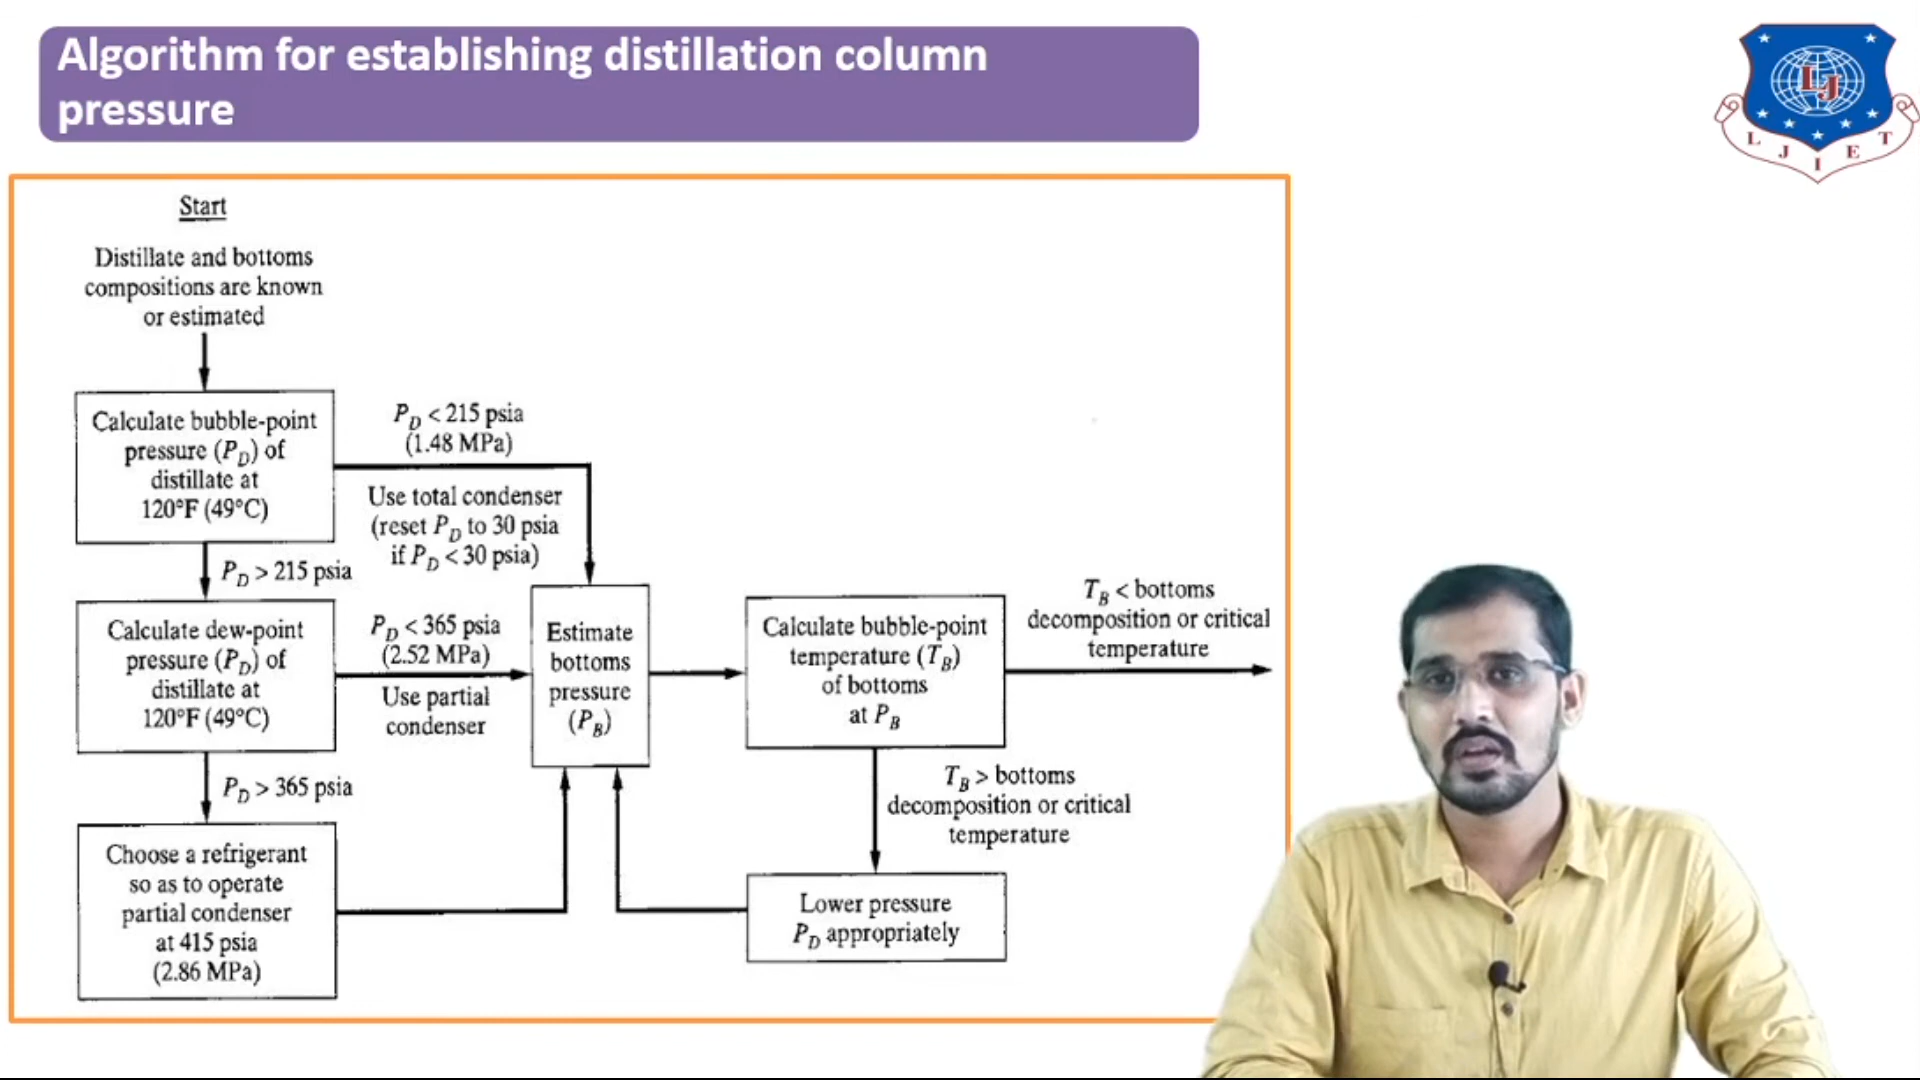 Algorithm for establishing distillation column
pressure
L J I E T
LJ
Start
Distillate and bottoms
compositions are known
or estimated
Calculate bubble-point
pressure (P_D) of
distillate at
120°F (49°C)
P_D < 215 psia
(1.48 MPa)
Use total condenser
(reset P_D to 30 psia
if P_D < 30 psia)
P_D > 215 psia
Calculate dew-point
pressure (P_D) of
distillate at
120°F (49°C)
P_D < 365 psia
(2.52 MPa)
Use partial
condenser
Estimate
bottoms
pressure
(P_B)
Calculate bubble-point
temperature (T_B)
of bottoms
at P_B
T_B < bottoms
decomposition or critical
temperature
P_D > 365 psia
T_B > bottoms
decomposition or critical
temperature
Choose a refrigerant
so as to operate
partial condenser
at 415 psia
(2.86 MPa)
Lower pressure
P_D appropriately